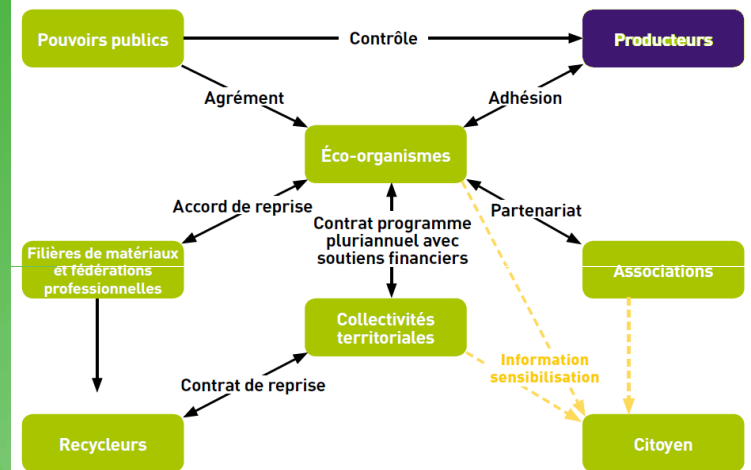 Pouvoirs publics
Contrôle
Producteurs
Agrément
Adhésion
Éco-organismes
Accord de reprise
Partenariat
Contrat programme
pluriannuel avec
soutiens financiers
Filières de matériaux
et fédérations
professionnelles
Associations
Collectivités
territoriales
Information
sensibilisation
Contrat de reprise
Recycleurs
Citoyen